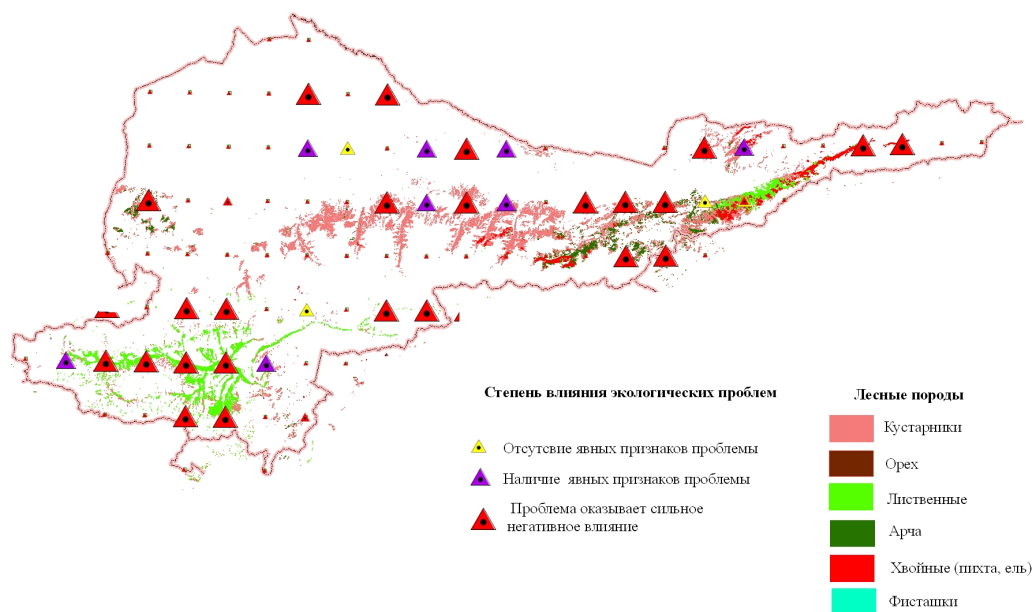 Степень влияния экологических проблем
Отсутсвие явных признаков проблемы
Наличие явных признаков проблемы
Проблема оказывает сильное
негативное влияние
Лесные породы
Кустарники
Орех
Лиственные
Арча
Хвойные (пихта, ель)
Фисташки